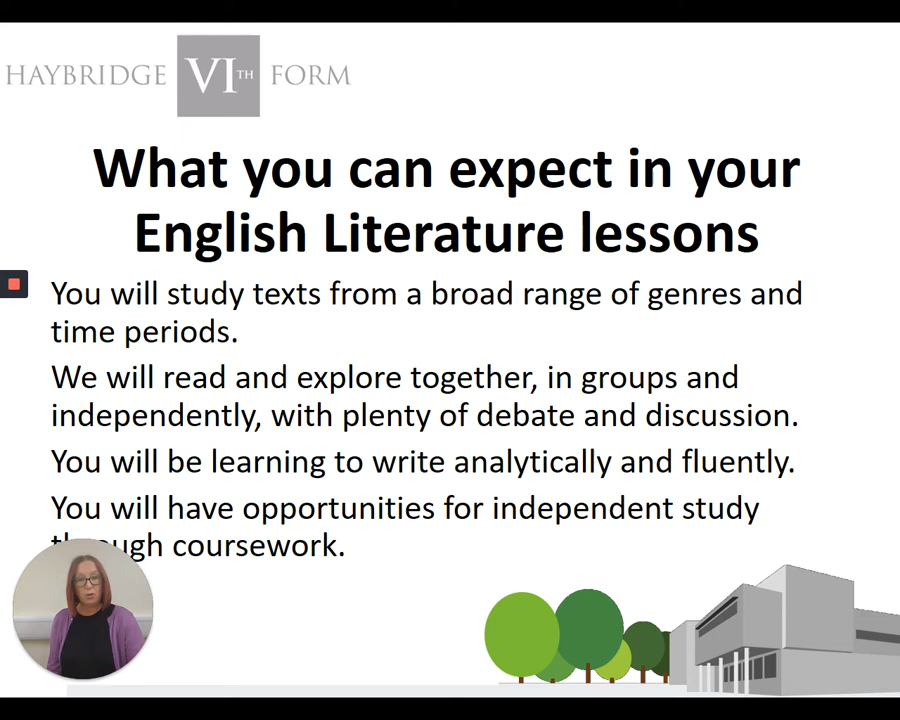 HAYBRIDGE VITH FORM
What you can expect in your
English Literature lessons
You will study texts from a broad range of genres and
time periods.
We will read and explore together, in groups and
independently, with plenty of debate and discussion.
You will be learning to write analytically and fluently.
You will have opportunities for independent study
through coursework.